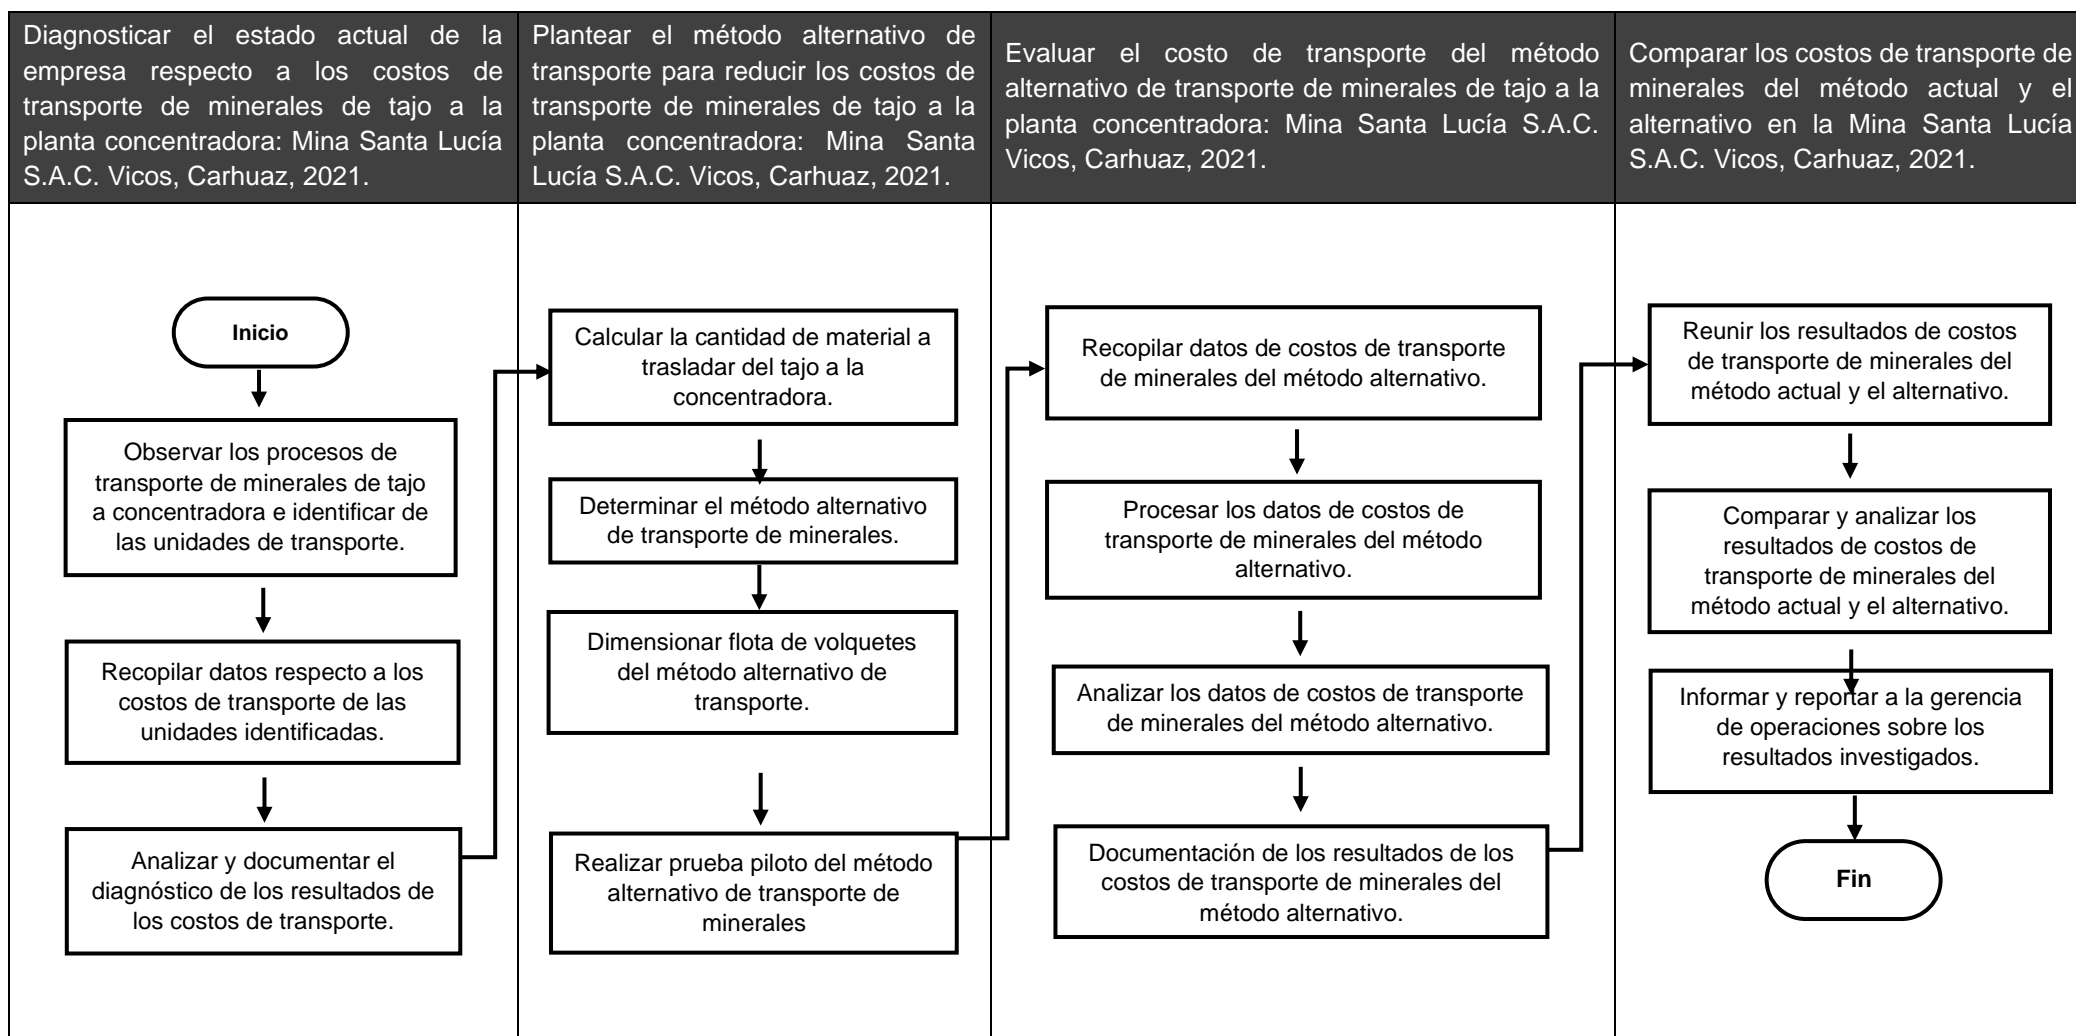 Diagnosticar el estado actual de la
empresa respecto a los costos de
transporte de minerales de tajo a la
planta concentradora: Mina Santa Lucía
S.A.C. Vicos, Carhuaz, 2021.
Plantear el método alternativo de
transporte para reducir los costos de
transporte de minerales de tajo a la
planta concentradora: Mina Santa
Lucía S.A.C. Vicos, Carhuaz, 2021.
Evaluar el costo de transporte del método
alternativo de transporte de minerales de tajo a la
planta concentradora: Mina Santa Lucía S.A.C.
Vicos, Carhuaz, 2021.
Comparar los costos de transporte de
minerales del método actual y el
alternativo en la Mina Santa Lucía
S.A.C. Vicos, Carhuaz, 2021.
Inicio
Observar los procesos de
transporte de minerales de tajo
a concentradora e identificar de
las unidades de transporte.
Recopilar datos respecto a los
costos de transporte de las
unidades identificadas.
Analizar y documentar el
diagnóstico de los resultados de
los costos de transporte.
Calcular la cantidad de material a
trasladar del tajo a la
concentradora.
Determinar el método alternativo
de transporte de minerales.
Dimensionar flota de volquetes
del método alternativo de
transporte.
Realizar prueba piloto del método
alternativo de transporte de
minerales
Recopilar datos de costos de transporte
de minerales del método alternativo.
Procesar los datos de costos de
transporte de minerales del método
alternativo.
Analizar los datos de costos de transporte
de minerales del método alternativo.
Documentación de los resultados de los
costos de transporte de minerales del
método alternativo.
Reunir los resultados de costos
de transporte de minerales del
método actual y el alternativo.
Comparar y analizar los
resultados de costos de
transporte de minerales del
método actual y el alternativo.
Informar y reportar a la gerencia
de operaciones sobre los
resultados investigados.
Fin